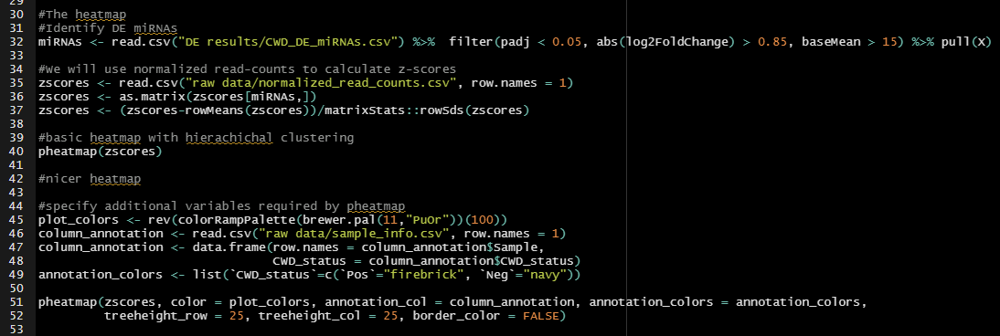 29
30 #The heatmap
31 #Identify DE miRNAs
32 miRNAs <- read.csv("DE results/CWD_DE_miRNAs.csv") %>%  filter(padj < 0.05, abs(log2FoldChange) > 0.85, baseMean > 15) %>% pull(X)
33
34 #we will use normalized read-counts to calculate z-scores
35 zscores <- read.csv("raw data/normalized_read_counts.csv", row.names = 1)
36 zscores <- as.matrix(zscores[miRNAs,])
37 zscores <- (zscores-rowMeans(zscores))/matrixStats::rowSds(zscores)
38
39 #basic heatmap with hierachichal clustering
40 pheatmap(zscores)
41
42 #nicer heatmap
43
44 #specify additional variables required by pheatmap
45 plot_colors <- rev(colorRampPalette(brewer.pal(11,"PuOr"))(100))
46 column_annotation <- read.csv("raw data/sample_info.csv", row.names = 1)
47 column_annotation <- data.frame(row.names = column_annotation$Sample,
48                                 CWD_status = column_annotation$CWD_status)
49 annotation_colors <- list(`CWD_status`=c(`Pos`="firebrick", `Neg`="navy"))
50
51 pheatmap(zscores, color = plot_colors, annotation_col = column_annotation, annotation_colors = annotation_colors,
52          treeheight_row = 25, treeheight_col = 25, border_color = FALSE)
53